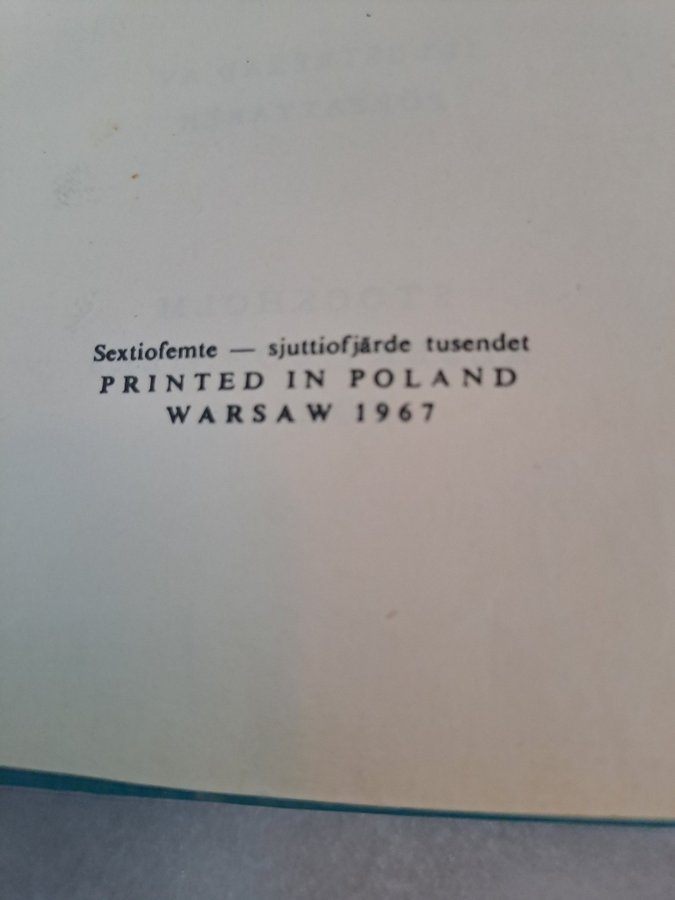 Sextiofemte — sjuttiofjärde tusendet
PRINTED IN POLAND
WARSAW 1967